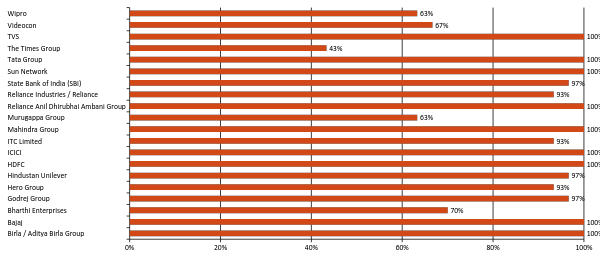 Wipro 63%
Videocon 67%
TVS 100%
The Times Group 43%
Tata Group 100%
Sun Network 100%
State Bank of India (SBI) 97%
Reliance Industries / Reliance 93%
Reliance Anil Dhirubhai Ambani Group 100%
Murugappa Group 63%
Mahindra Group 100%
ITC Limited 93%
ICICI 100%
HDFC 100%
Hindustan Unilever 97%
Hero Group 93%
Godrej Group 97%
Bharthi Enterprises 70%
Bajaj 100%
Birla / Aditya Birla Group 100%
0% 20% 40% 60% 80% 100%